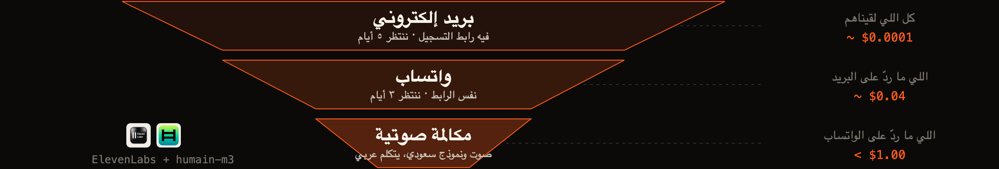 بريد إلكتروني
فيه رابط التسجيل · ننتظر ٥ أيام
كل اللي لقيناهم
~ $0.0001
واتساب
نفس الرابط · ننتظر ٣ أيام
اللي ما ردّ على البريد
~ $0.04
مكالمة صوتية
صوت ونموذج سعودي، يتكلم عربي
اللي ما ردّ على الواتساب
< $1.00
Eleven
Labs
ElevenLabs + humain-m3